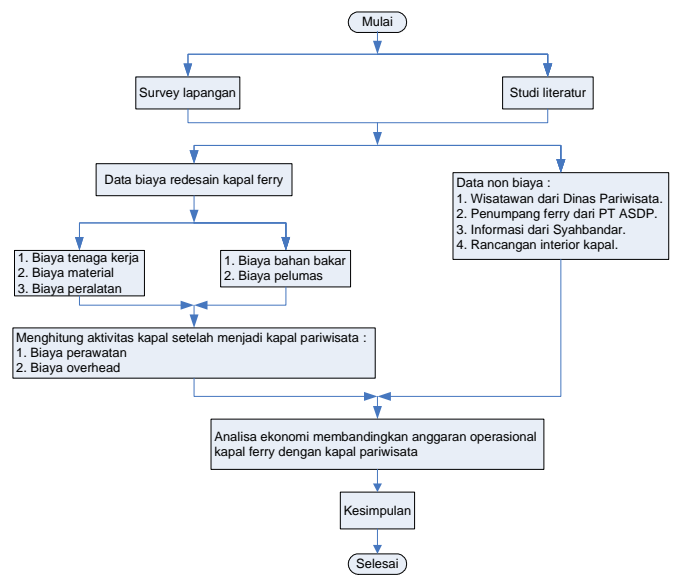 Mulai
Survey lapangan
Studi literatur
Data biaya redesain kapal ferry
Data non biaya :
1. Wisatawan dari Dinas Pariwisata.
2. Penumpang ferry dari PT ASDP.
3. Informasi dari Syahbandar.
4. Rancangan interior kapal.
1. Biaya tenaga kerja
2. Biaya material
3. Biaya peralatan
1. Biaya bahan bakar
2. Biaya pelumas
Menghitung aktivitas kapal setelah menjadi kapal pariwisata :
1. Biaya perawatan
2. Biaya overhead
Analisa ekonomi membandingkan anggaran operasional
kapal ferry dengan kapal pariwisata
Kesimpulan
Selesai